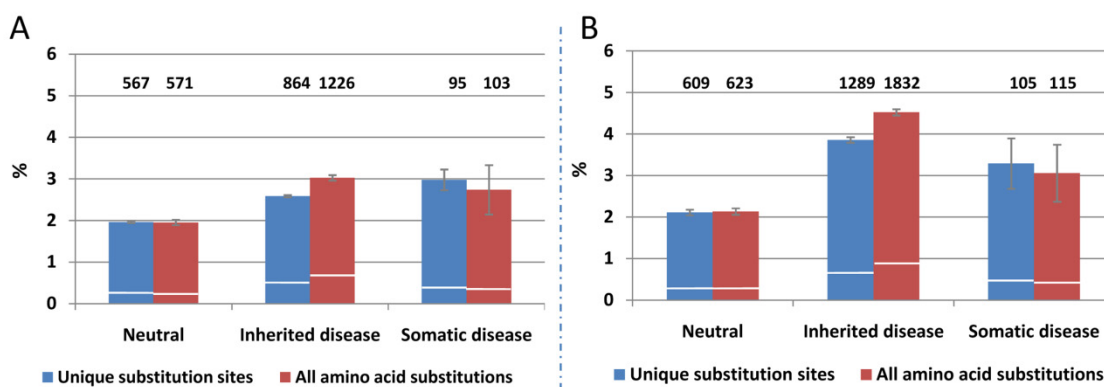 A
6
5
4
3
2
1
0
%
567 571
864 1226
95 103
Neutral
Inherited disease
Somatic disease
Unique substitution sites
All amino acid substitutions
B
6
5
4
3
2
1
0
%
609 623
1289 1832
105 115
Neutral
Inherited disease
Somatic disease
Unique substitution sites
All amino acid substitutions